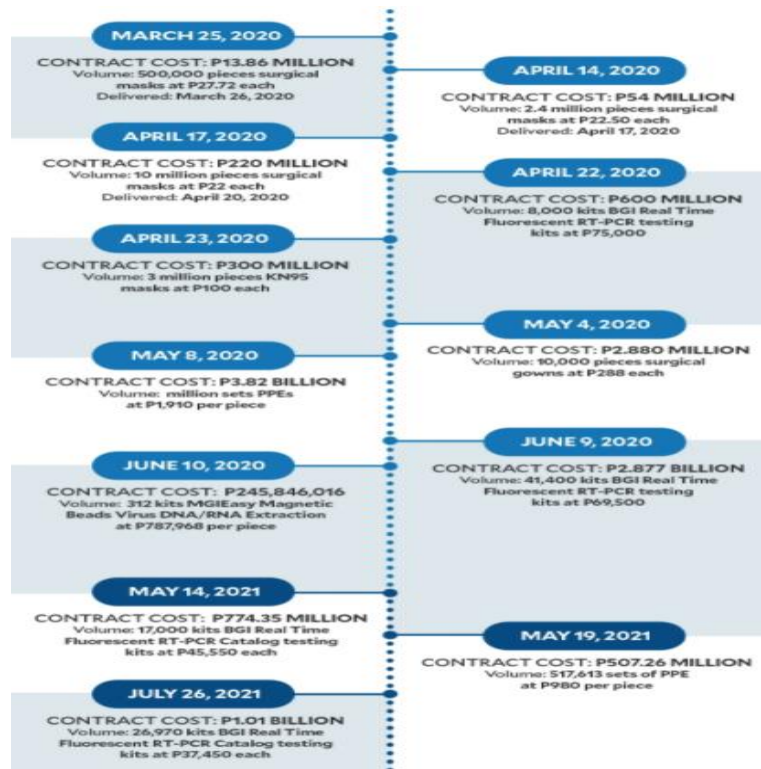 MARCH 25, 2020
CONTRACT COST: P13.86 MILLION
Volume: 500,000 pieces surgical
masks at P27.72 each
Delivered: March 26, 2020
APRIL 14, 2020
CONTRACT COST: P54 MILLION
Volume: 2.4 million pieces surgical
masks at P22.50 each
Delivered: April 17, 2020
APRIL 17, 2020
CONTRACT COST: P220 MILLION
Volume: 10 million pieces surgical
masks at P22 each
Delivered: April 20, 2020
APRIL 22, 2020
CONTRACT COST: P600 MILLION
Volume: 8,000 kits BGI Real Time
Fluorescent RT-PCR testing
kits at P75,000
APRIL 23, 2020
CONTRACT COST: P300 MILLION
Volume: 3 million pieces KN95
masks at P100 each
MAY 4, 2020
CONTRACT COST: P2.880 MILLION
Volume: 10,000 pieces surgical
gowns at P288 each
MAY 8, 2020
CONTRACT COST: P3.82 BILLION
Volume: million sets PPEs
at P1,910 per piece
JUNE 9, 2020
CONTRACT COST: P2.877 BILLION
Volume: 41,400 kits BGI Real Time
Fluorescent RT-PCR testing
kits at P69,500
JUNE 10, 2020
CONTRACT COST: P245,846,016
Volume: 312 kits MGIEasy Magnetic
Beads Virus DNA/RNA Extraction
at P787,968 per piece
MAY 14, 2021
CONTRACT COST: P774.35 MILLION
Volume: 17,000 kits BGI Real Time
Fluorescent RT-PCR Catalog testing
kits at P45,550 each
MAY 19, 2021
CONTRACT COST: P507.26 MILLION
Volume: 517,613 sets of PPE
at P980 per piece
JULY 26, 2021
CONTRACT COST: P1.01 BILLION
Volume: 26,970 kits BGI Real Time
Fluorescent RT-PCR Catalog testing
kits at P37,450 each